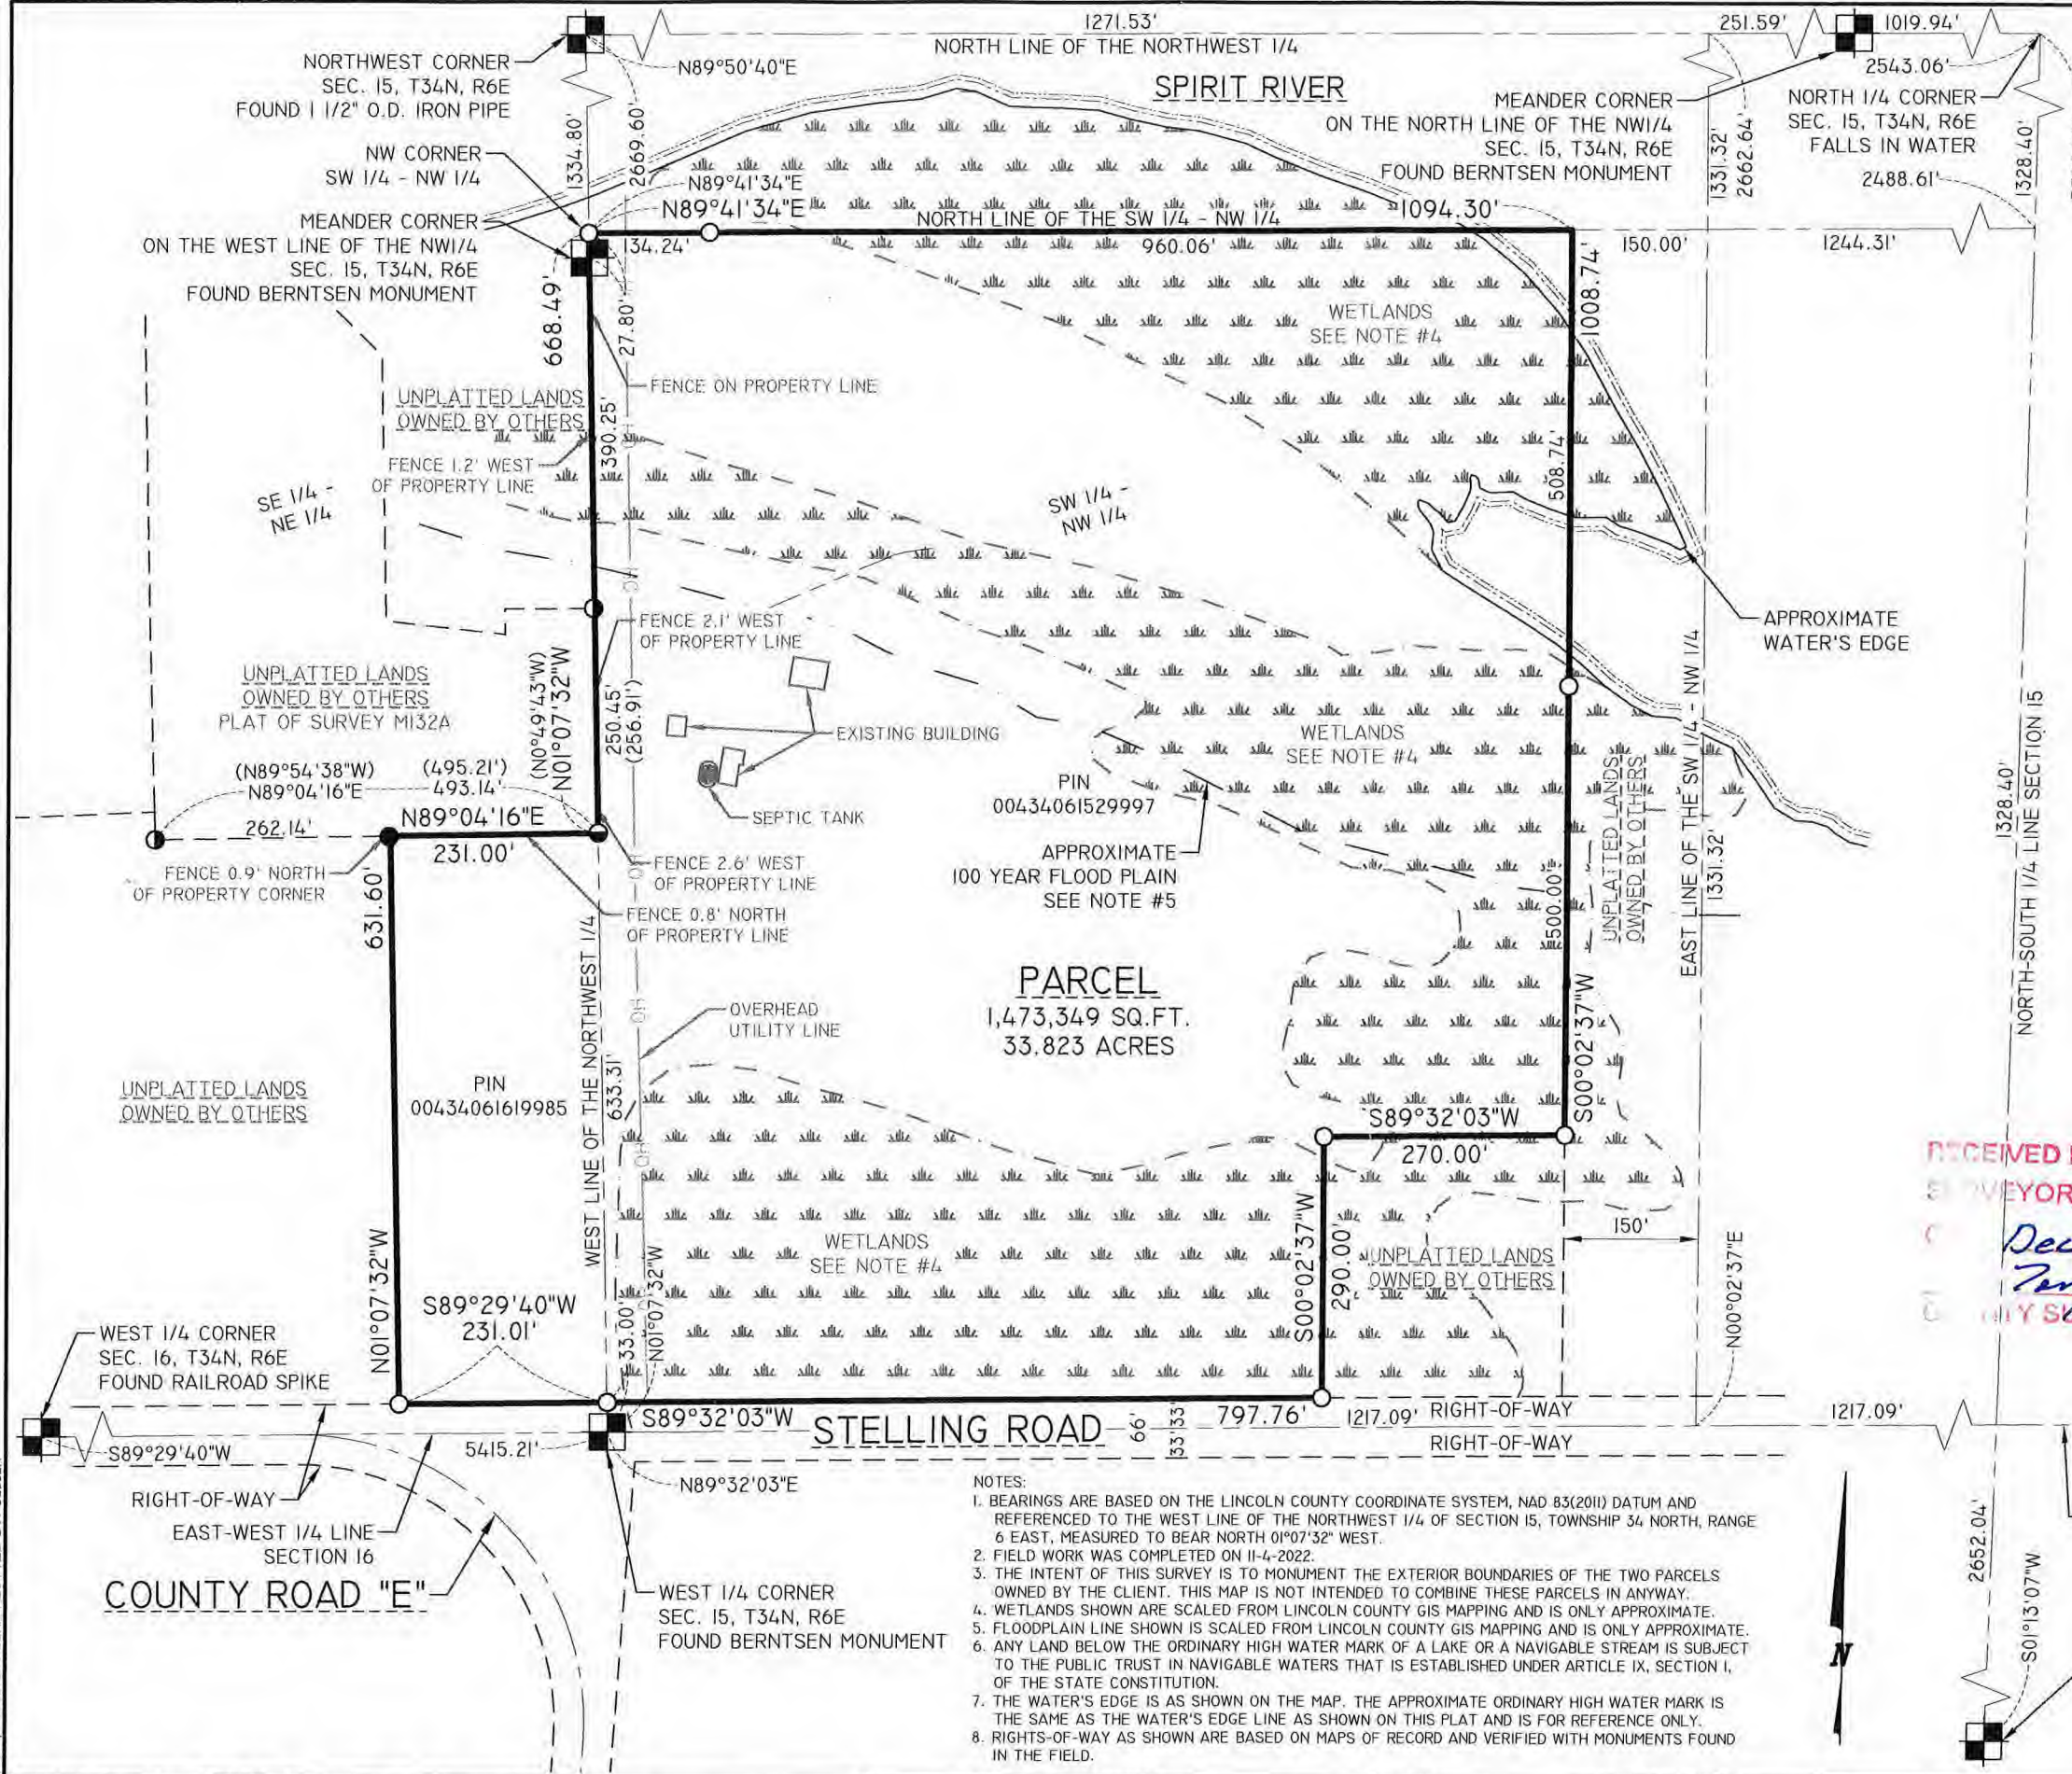 1271.53'
NORTH LINE OF THE NORTHWEST 1/4
251.59'
1019.94'
NORTHWEST CORNER
SEC. 15, T34N, R6E
FOUND 1 1/2" O.D. IRON PIPE
N89°50'40"E
SPIRIT RIVER
MEANDER CORNER
ON THE NORTH LINE OF THE NW1/4
SEC. 15, T34N, R6E
FOUND BERNTSEN MONUMENT
2543.06'
NORTH 1/4 CORNER
SEC. 15, T34N, R6E
FALLS IN WATER
2488.61'
1334.80'
2669.60'
1331.32'
2662.64'
1328.40'
NW CORNER
SW 1/4 - NW 1/4
N89°41'34"E
N89°41'34"E
NORTH LINE OF THE SW 1/4 - NW 1/4
1094.30'
MEANDER CORNER
ON THE WEST LINE OF THE NW1/4
SEC. 15, T34N, R6E
FOUND BERNTSEN MONUMENT
134.24'
960.06'
150.00'
1244.31'
668.49'
27.80'
1008.74'
WETLANDS
SEE NOTE #4
FENCE ON PROPERTY LINE
UNPLATTED LANDS
OWNED BY OTHERS
390.25'
FENCE 1.2' WEST
OF PROPERTY LINE
508.74'
SE 1/4 -
NE 1/4
SW 1/4 -
NW 1/4
OH
OH
FENCE 2.1' WEST
OF PROPERTY LINE
APPROXIMATE
WATER'S EDGE
UNPLATTED LANDS
OWNED BY OTHERS
PLAT OF SURVEY M132A
(N0°49'43"W)
N01°07'32"W
250.45'
(256.91')
EXISTING BUILDING
WETLANDS
SEE NOTE #4
(N89°54'38"W)
N89°04'16"E
(495.21')
493.14'
PIN
00434061529997
SEPTIC TANK
262.14'
N89°04'16"E
231.00'
FENCE 0.9' NORTH
OF PROPERTY CORNER
FENCE 2.6' WEST
OF PROPERTY LINE
FENCE 0.8' NORTH
OF PROPERTY LINE
APPROXIMATE
100 YEAR FLOOD PLAIN
SEE NOTE #5
UNPLATTED LANDS
OWNED BY OTHERS
EAST LINE OF THE SW 1/4 - NW 1/4
1331.32'
1328.40'
NORTH-SOUTH 1/4 LINE SECTION 15
631.60'
500.00'
WEST LINE OF THE NORTHWEST 1/4
PARCEL
1,473,349 SQ.FT.
33.823 ACRES
OH
OH
OVERHEAD
UTILITY LINE
S00°02'37"W
UNPLATTED LANDS
OWNED BY OTHERS
PIN
00434061619985
633.31'
OH
S89°32'03"W
270.00'
N01°07'32"W
WETLANDS
SEE NOTE #4
S00°02'37"W
290.00'
UNPLATTED LANDS
OWNED BY OTHERS
150'
N00°02'37"E
RECEIVED
Dec
S89°29'40"W
231.01'
33.00'
N01°07'32"W
WEST 1/4 CORNER
SEC. 16, T34N, R6E
FOUND RAILROAD SPIKE
S89°32'03"W
STELLING ROAD
66'
33'
33'
797.76'
1217.09'
RIGHT-OF-WAY
RIGHT-OF-WAY
1217.09'
S89°29'40"W
5415.21'
N89°32'03"E
RIGHT-OF-WAY
EAST-WEST 1/4 LINE
SECTION 16
COUNTY ROAD "E"
WEST 1/4 CORNER
SEC. 15, T34N, R6E
FOUND BERNTSEN MONUMENT
NOTES:
1. BEARINGS ARE BASED ON THE LINCOLN COUNTY COORDINATE SYSTEM, NAD 83(2011) DATUM AND
REFERENCED TO THE WEST LINE OF THE NORTHWEST 1/4 OF SECTION 15, TOWNSHIP 34 NORTH, RANGE
6 EAST, MEASURED TO BEAR NORTH 01°07'32" WEST.
2. FIELD WORK WAS COMPLETED ON 11-4-2022.
3. THE INTENT OF THIS SURVEY IS TO MONUMENT THE EXTERIOR BOUNDARIES OF THE TWO PARCELS
OWNED BY THE CLIENT. THIS MAP IS NOT INTENDED TO COMBINE THESE PARCELS IN ANYWAY.
4. WETLANDS SHOWN ARE SCALED FROM LINCOLN COUNTY GIS MAPPING AND IS ONLY APPROXIMATE.
5. FLOODPLAIN LINE SHOWN IS SCALED FROM LINCOLN COUNTY GIS MAPPING AND IS ONLY APPROXIMATE.
6. ANY LAND BELOW THE ORDINARY HIGH WATER MARK OF A LAKE OR A NAVIGABLE STREAM IS SUBJECT
TO THE PUBLIC TRUST IN NAVIGABLE WATERS THAT IS ESTABLISHED UNDER ARTICLE IX, SECTION 1,
OF THE STATE CONSTITUTION.
7. THE WATER'S EDGE IS AS SHOWN ON THE MAP. THE APPROXIMATE ORDINARY HIGH WATER MARK IS
THE SAME AS THE WATER'S EDGE LINE AS SHOWN ON THIS PLAT AND IS FOR REFERENCE ONLY.
8. RIGHTS-OF-WAY AS SHOWN ARE BASED ON MAPS OF RECORD AND VERIFIED WITH MONUMENTS FOUND
IN THE FIELD.
N
2652.04'
S01°13'07"W